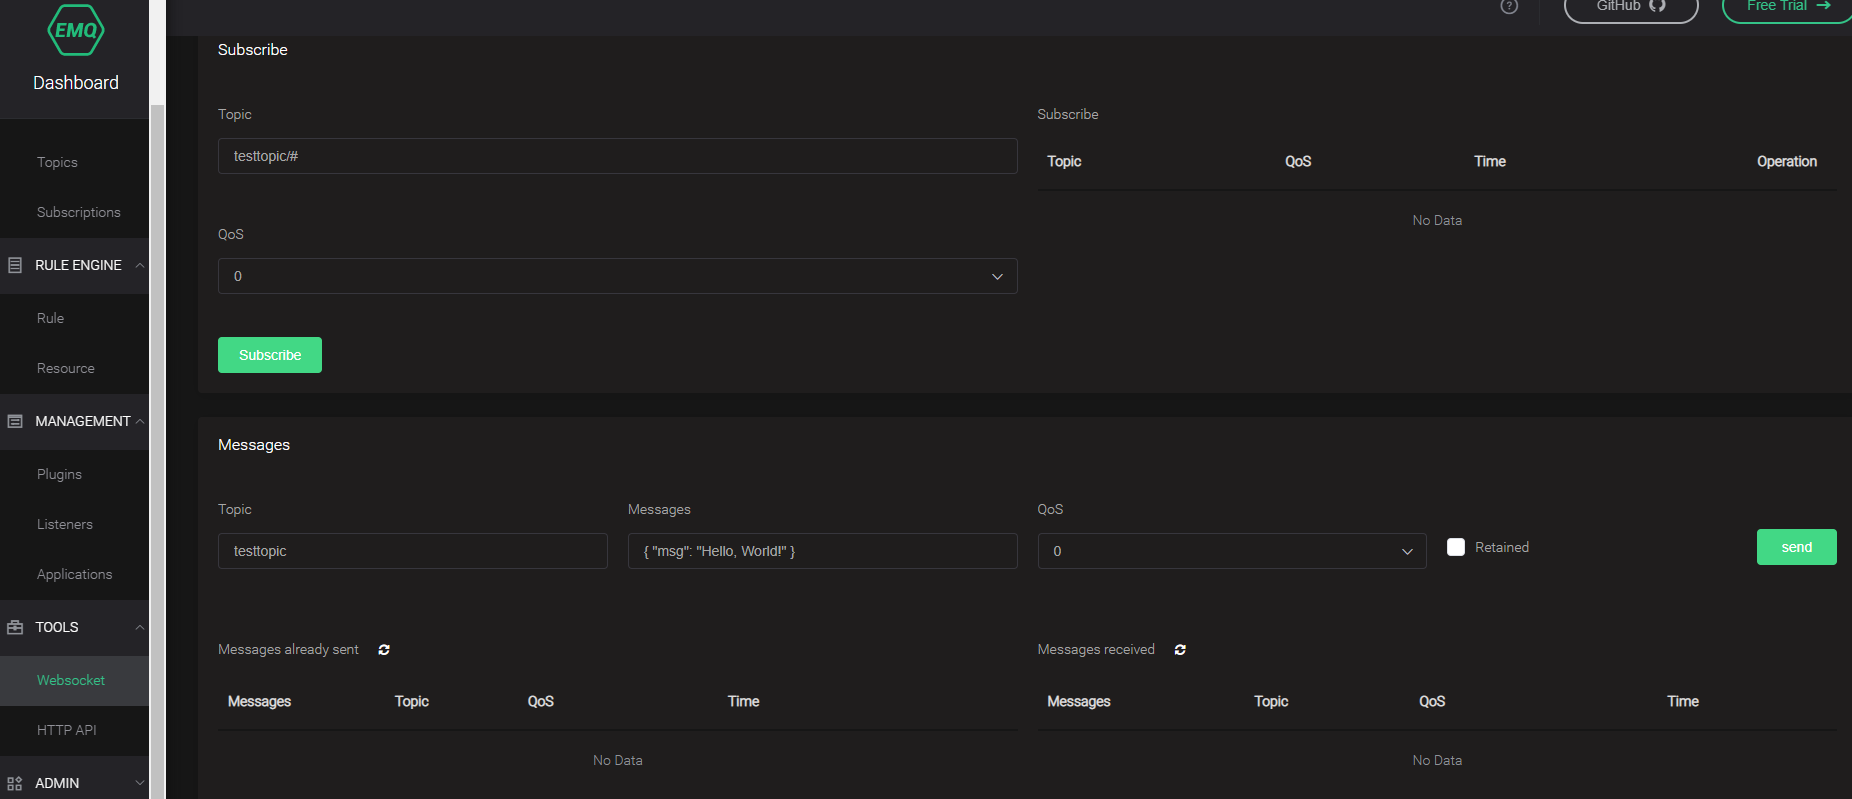 EMQ
Dashboard
Topics
Subscriptions
RULE ENGINE
Rule
Resource
MANAGEMENT
Plugins
Listeners
Applications
TOOLS
Websocket
HTTP API
ADMIN
?
GitHub
Free Trial →
Subscribe
Topic
testtopic/#
QoS
0
Subscribe
Subscribe
Topic QoS Time Operation
No Data
Messages
Topic Messages QoS
testtopic { "msg": "Hello, World!" } 0 Retained send
Messages already sent
Messages Topic QoS Time
No Data
Messages received
Messages Topic QoS Time
No Data